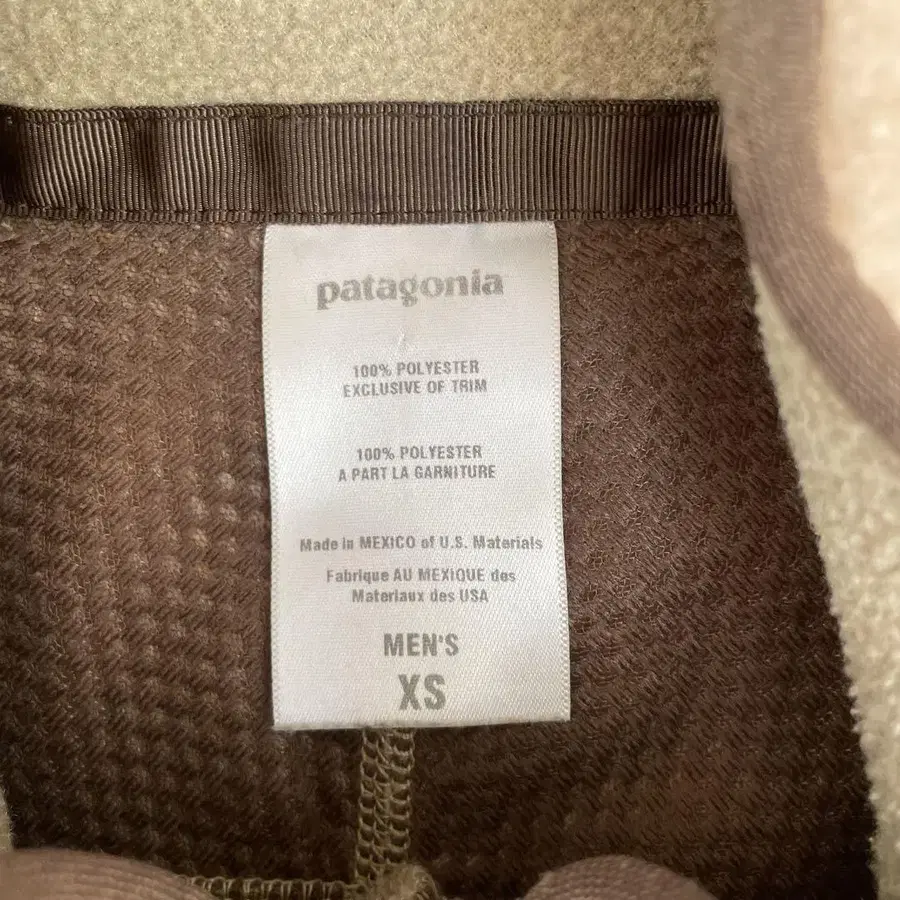 patagonia
100% POLYESTER
EXCLUSIVE OF TRIM
100% POLYESTER
A PART LA GARNITURE
Made in MEXICO of U.S. Materials
Fabrique AU MEXIQUE des
Materiaux des USA
MEN'S
XS